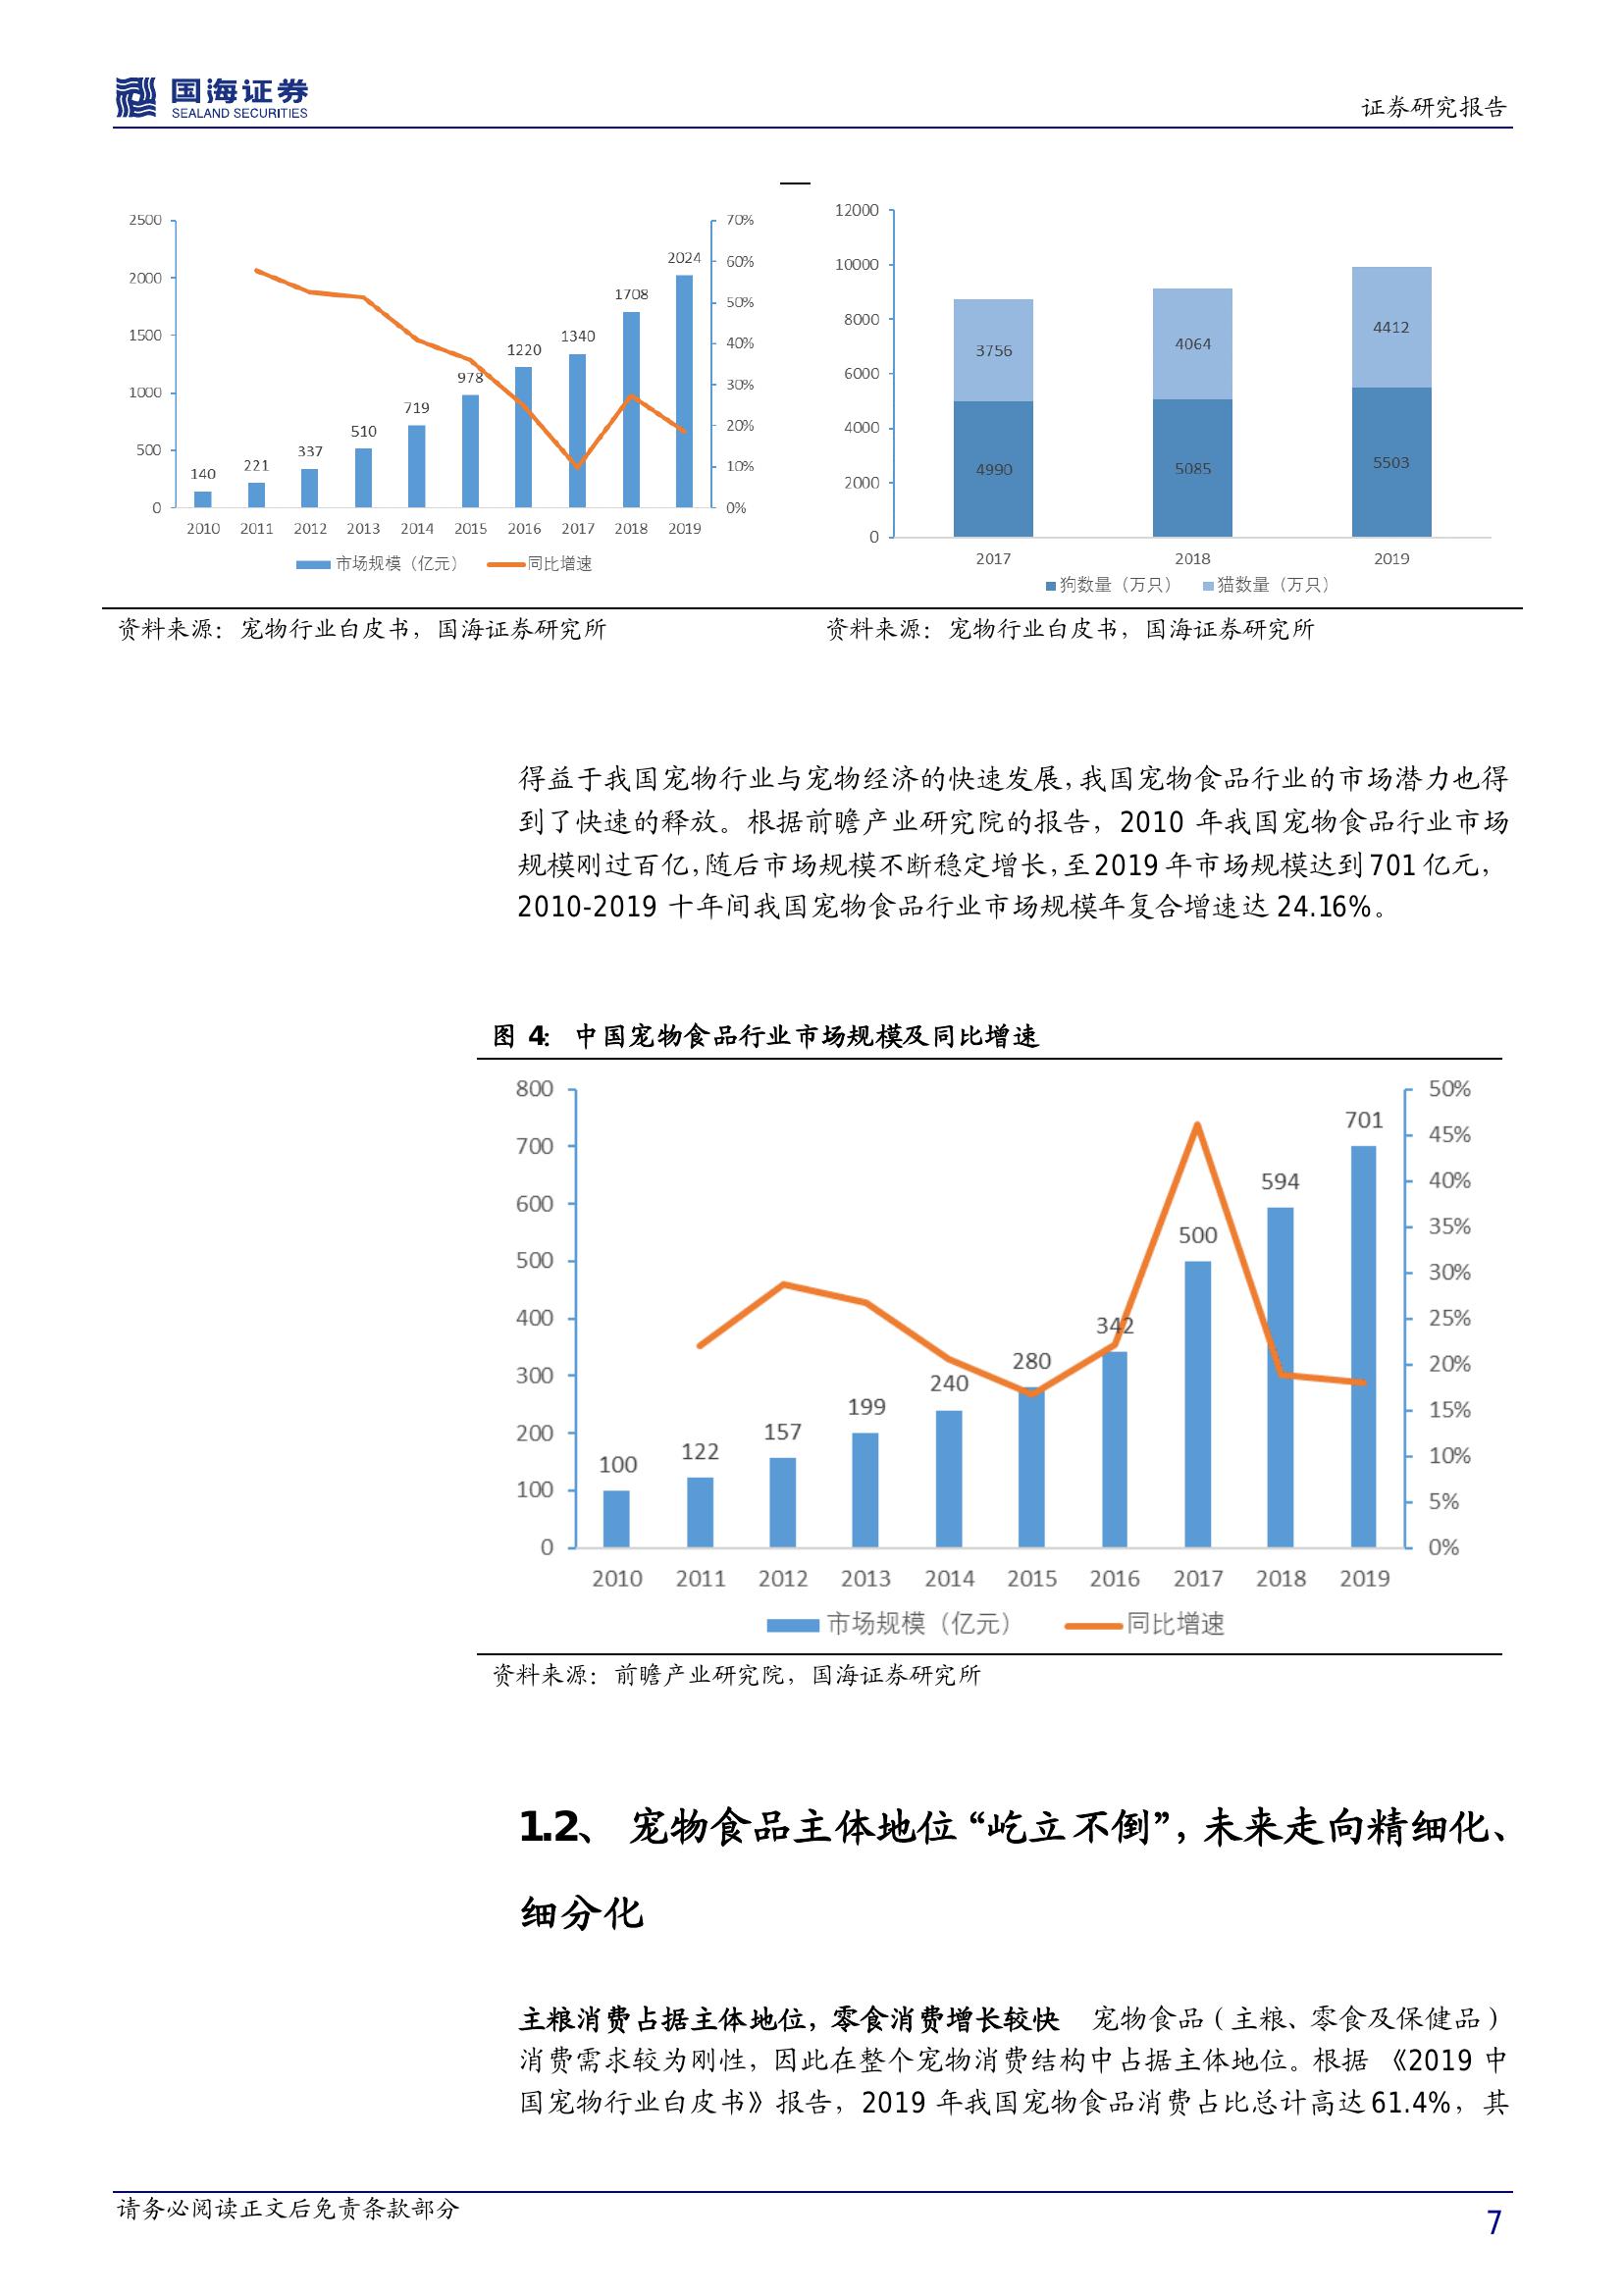 国海证券
SEALAND SECURITIES
证券研究报告
2500
2000
1500
1000
500
0
70%
60%
50%
40%
30%
20%
10%
0%
140
221
337
510
719
978
1220
1340
1708
2024
2010 2011 2012 2013 2014 2015 2016 2017 2018 2019
市场规模（亿元） 同比增速
12000
10000
8000
6000
4000
2000
0
3756
4064
4412
4990
5085
5503
2017 2018 2019
狗数量（万只） 猫数量（万只）
资料来源：宠物行业白皮书，国海证券研究所
资料来源：宠物行业白皮书，国海证券研究所
得益于我国宠物行业与宠物经济的快速发展，我国宠物食品行业的市场潜力也得
到了快速的释放。根据前瞻产业研究院的报告，2010 年我国宠物食品行业市场
规模刚过百亿，随后市场规模不断稳定增长，至 2019 年市场规模达到 701 亿元，
2010-2019 十年间我国宠物食品行业市场规模年复合增速达 24.16%。
图 4： 中国宠物食品行业市场规模及同比增速
800
700
600
500
400
300
200
100
0
50%
45%
40%
35%
30%
25%
20%
15%
10%
5%
0%
100
122
157
199
240
280
342
500
594
701
2010 2011 2012 2013 2014 2015 2016 2017 2018 2019
市场规模（亿元） 同比增速
资料来源：前瞻产业研究院，国海证券研究所
1.2、 宠物食品主体地位“屹立不倒”，未来走向精细化、
细分化
主粮消费占据主体地位，零食消费增长较快 宠物食品（主粮、零食及保健品）
消费需求较为刚性，因此在整个宠物消费结构中占据主体地位。根据 《2019 中
国宠物行业白皮书》报告，2019 年我国宠物食品消费占比总计高达 61.4%，其
请务必阅读正文后免责条款部分
7